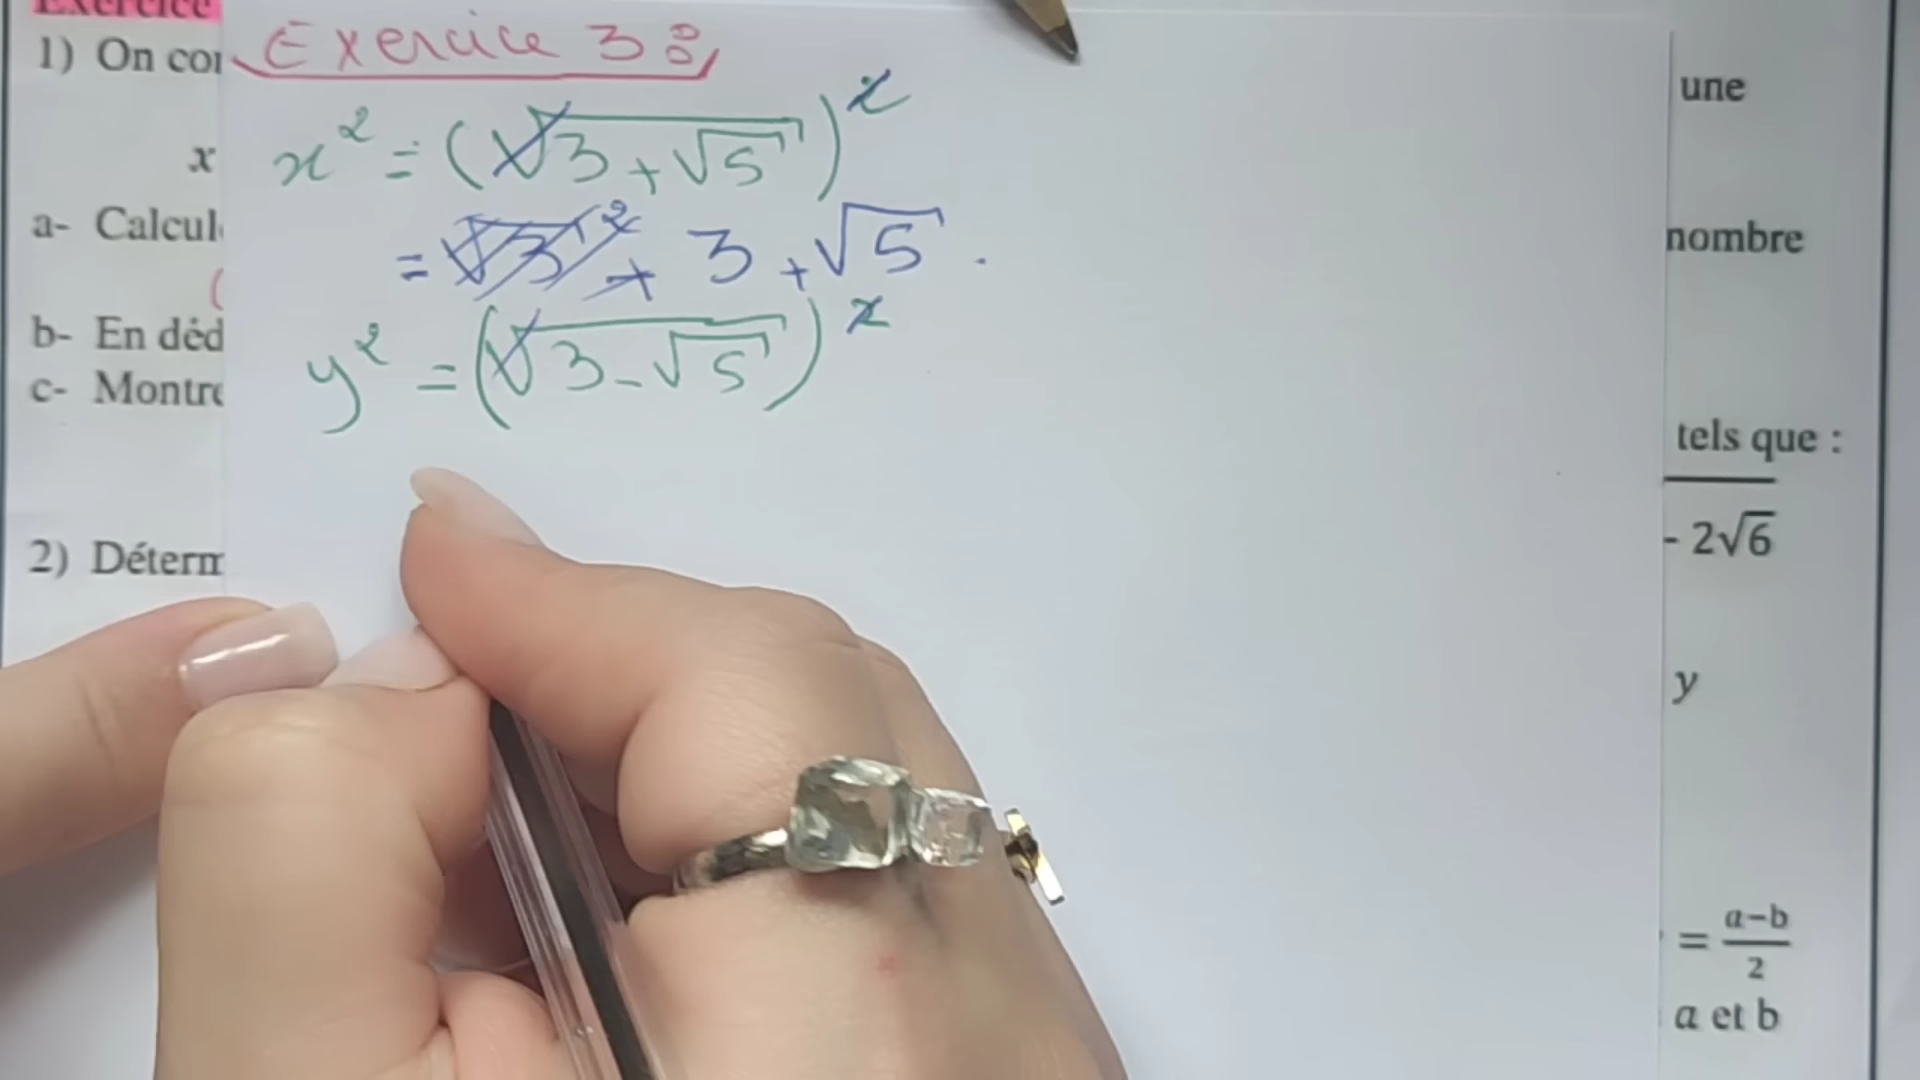 Exercice
1) On con
Exercice 3:
une
x² = (√(3+√5))²
x
a- Calcul
= √3² + 3 + √5 .
nombre
(
b- En déd
y² = (√(3-√5))²
c- Montre
tels que :
- 2√6
2) Déterm
y
= (a-b)/2
a et b